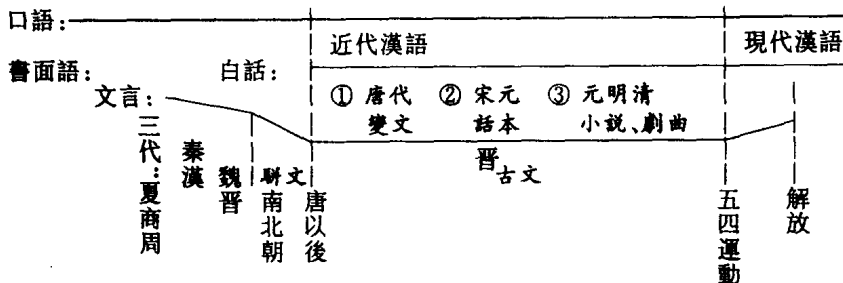 口語:
近代漢語
現代漢語
書面語:
白話:
文言:
① 唐代變文
② 宋元話本
③ 元明清小說、劇曲
三代:夏商周
秦漢
魏晋
駢文
南北朝
唐以後
晋古文
五四運動
解放